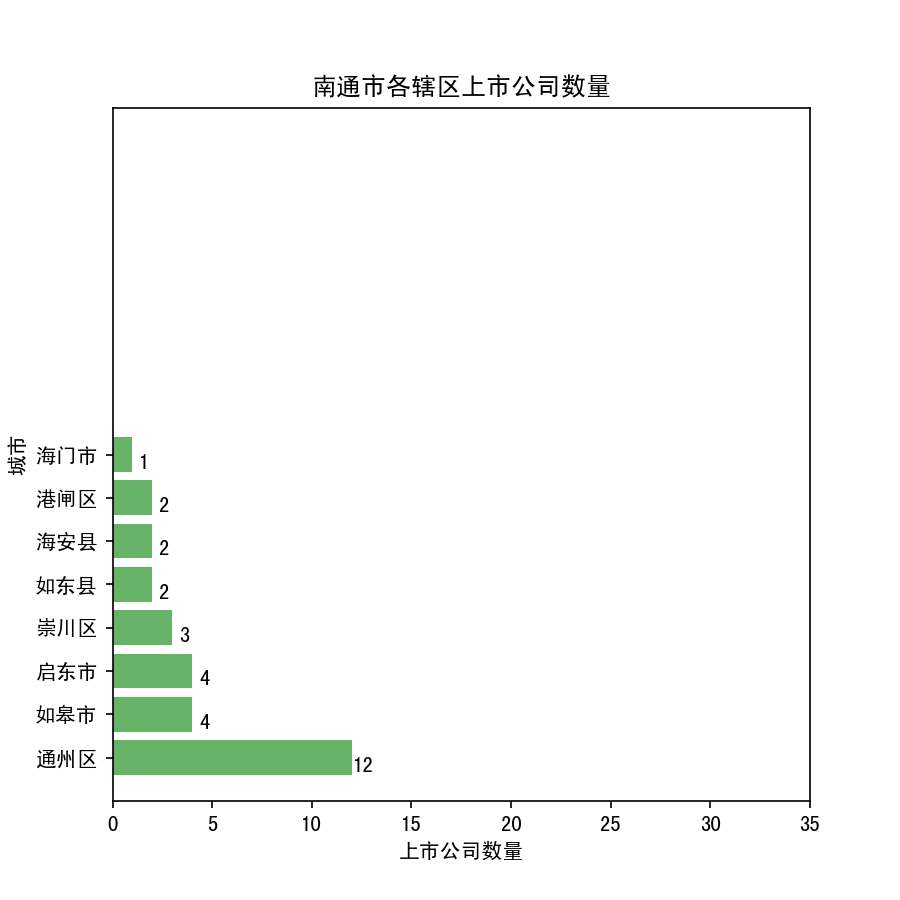 南通市各辖区上市公司数量
城市
海门市 1
港闸区 2
海安县 2
如东县 2
崇川区 3
启东市 4
如皋市 4
通州区 12
0 5 10 15 20 25 30 35
上市公司数量